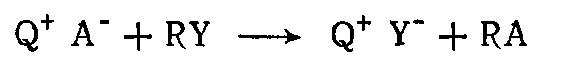 Q⁺ A⁻ + RY ⟶ Q⁺ Y⁻ + RA